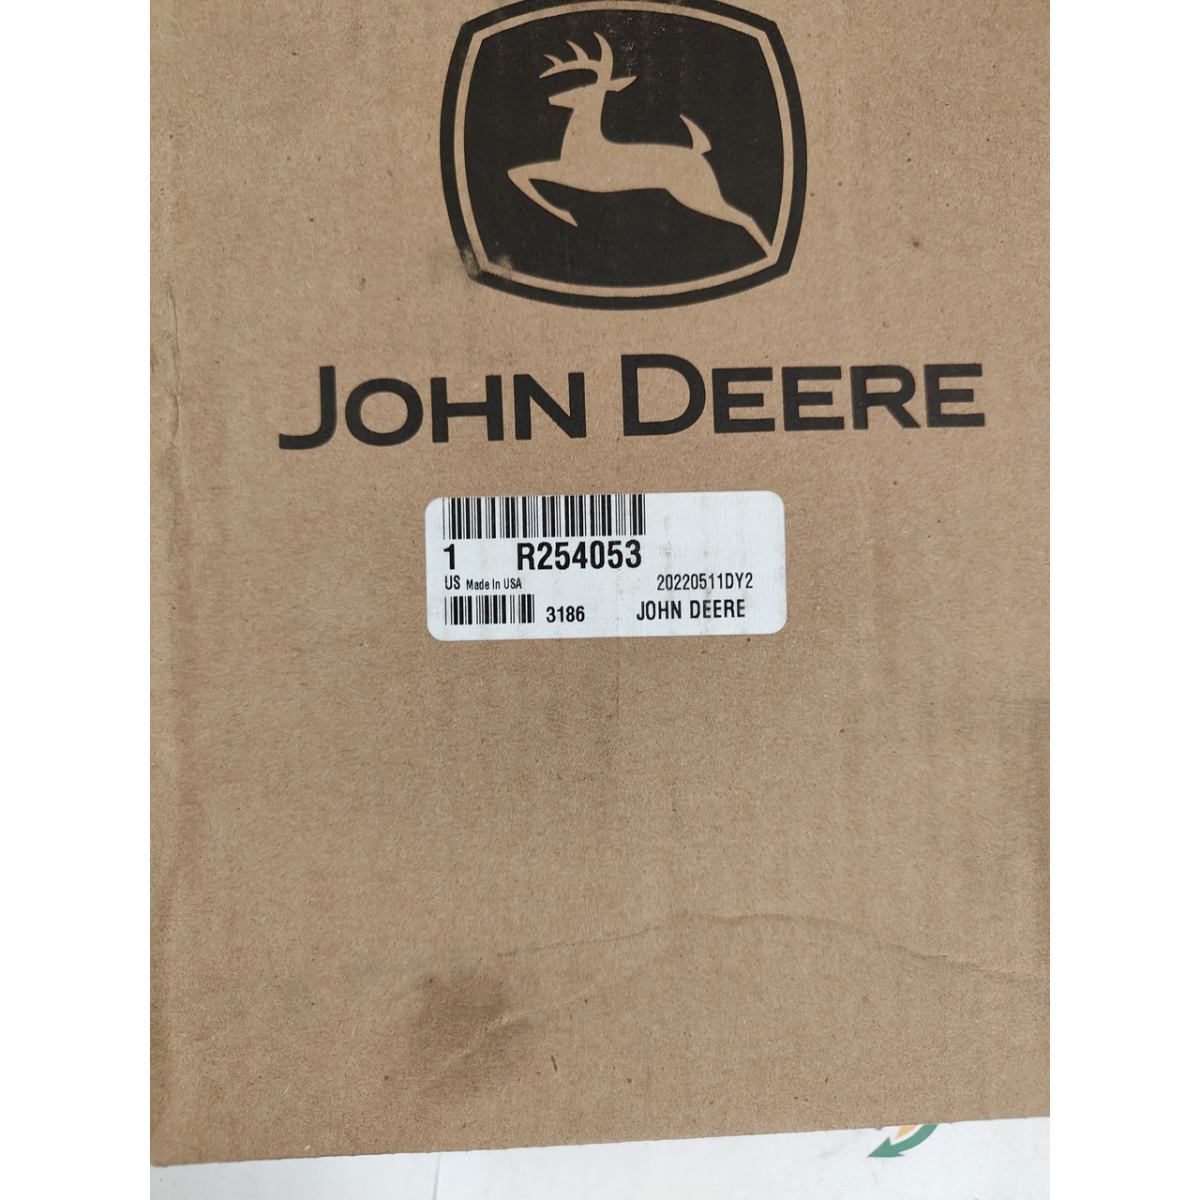 JOHN DEERE
1 R254053
US Made In USA 20220511DY2
3186 JOHN DEERE